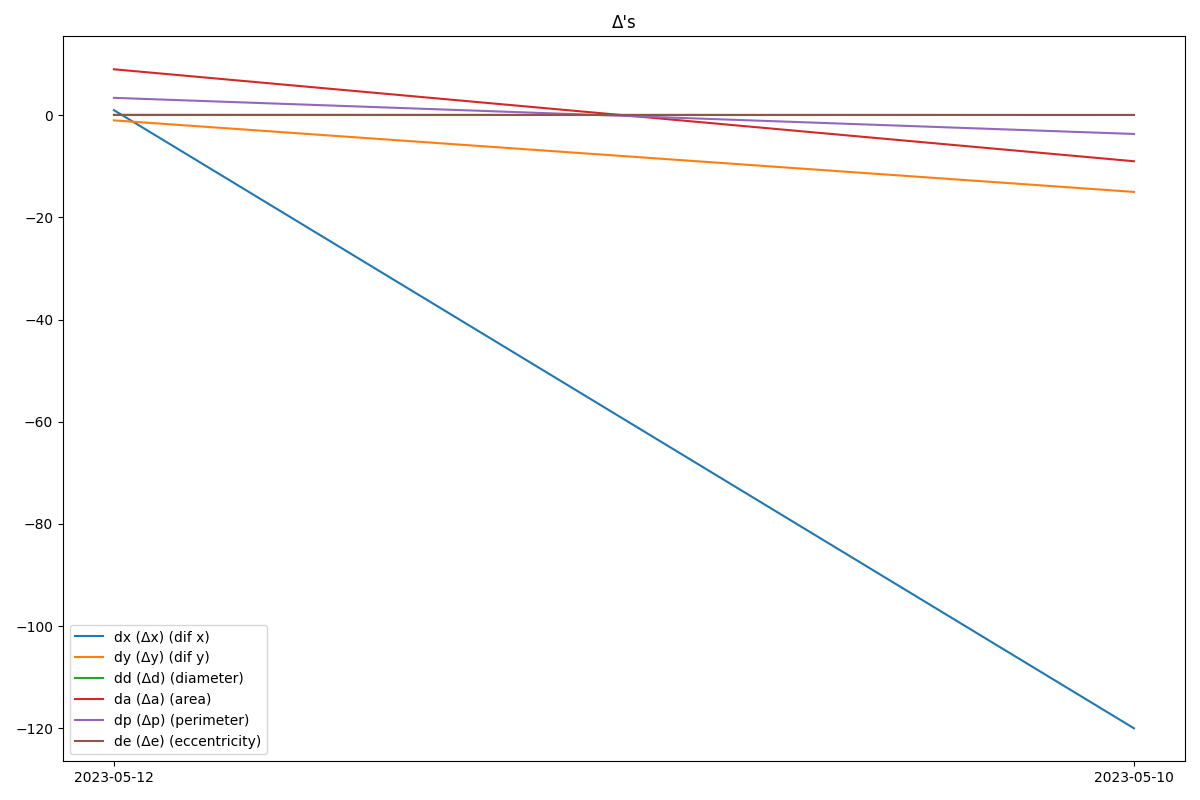 Δ's
0
−20
−40
−60
−80
−100
−120
dx (Δx) (dif x)
dy (Δy) (dif y)
dd (Δd) (diameter)
da (Δa) (area)
dp (Δp) (perimeter)
de (Δe) (eccentricity)
2023-05-12
2023-05-10